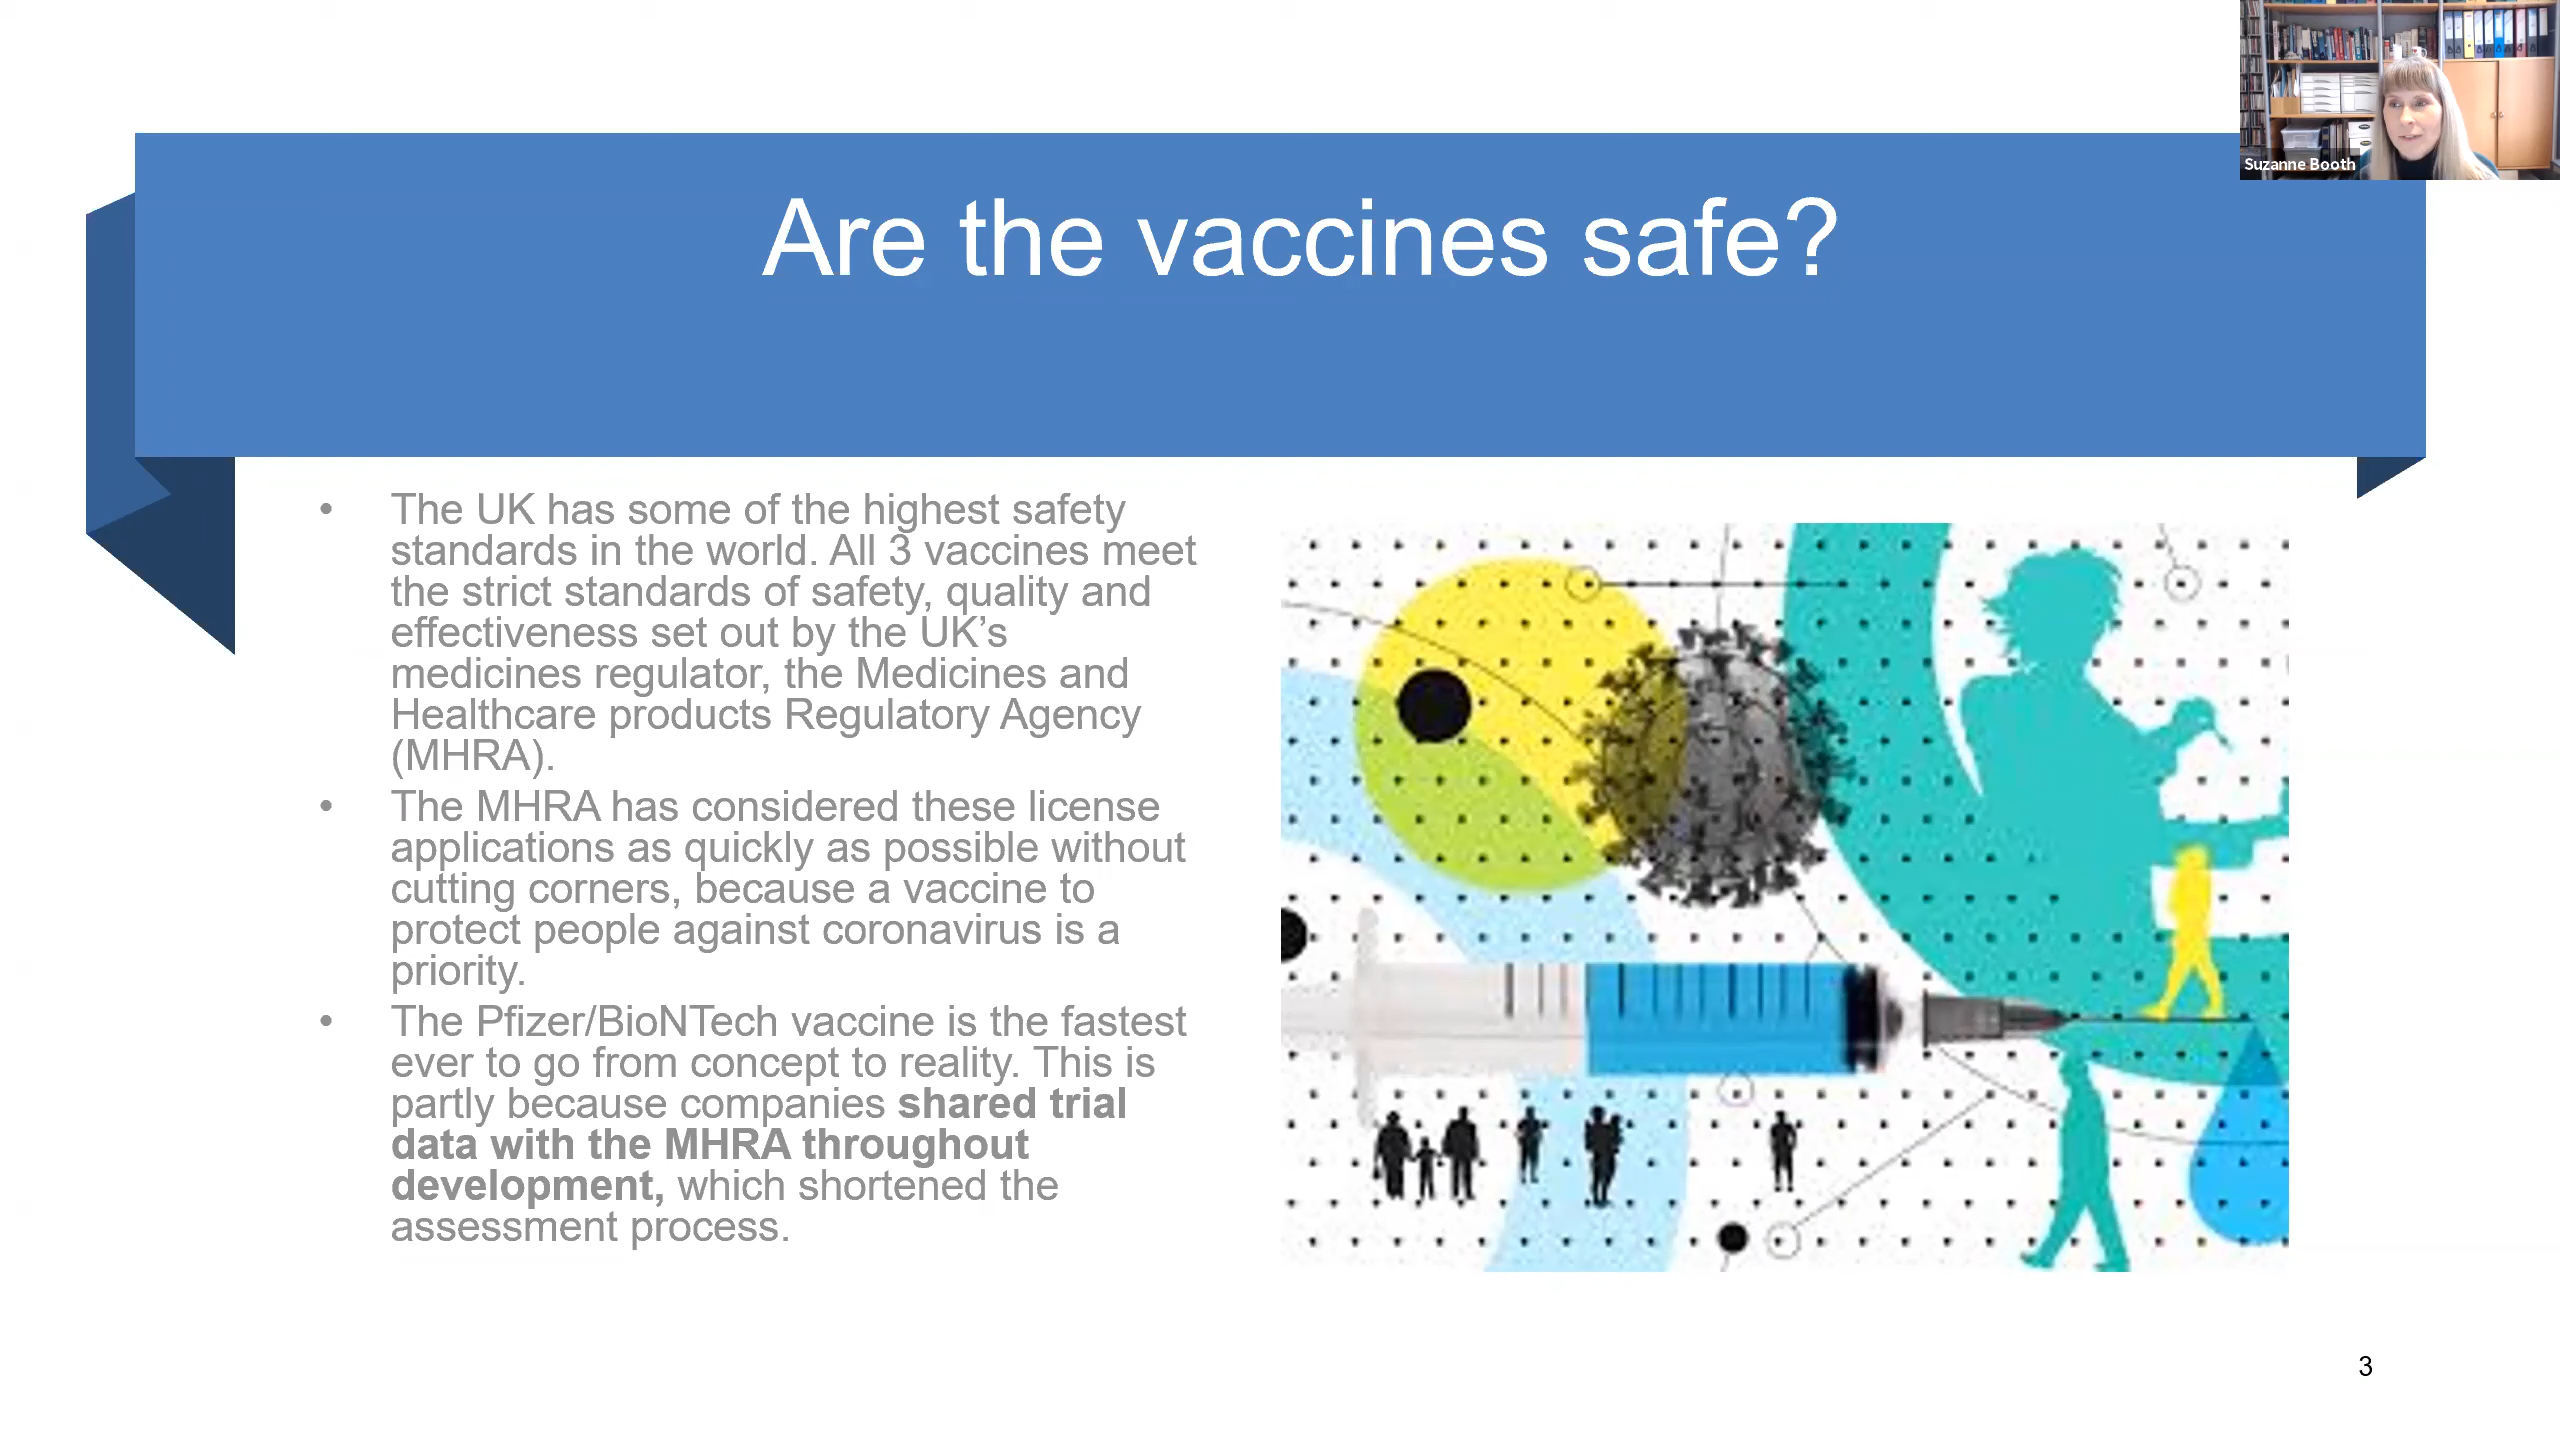 Suzanne Booth
Are the vaccines safe?
• The UK has some of the highest safety
standards in the world. All 3 vaccines meet
the strict standards of safety, quality and
effectiveness set out by the UK’s
medicines regulator, the Medicines and
Healthcare products Regulatory Agency
(MHRA).
• The MHRA has considered these license
applications as quickly as possible without
cutting corners, because a vaccine to
protect people against coronavirus is a
priority.
• The Pfizer/BioNTech vaccine is the fastest
ever to go from concept to reality. This is
partly because companies shared trial
data with the MHRA throughout
development, which shortened the
assessment process.
3